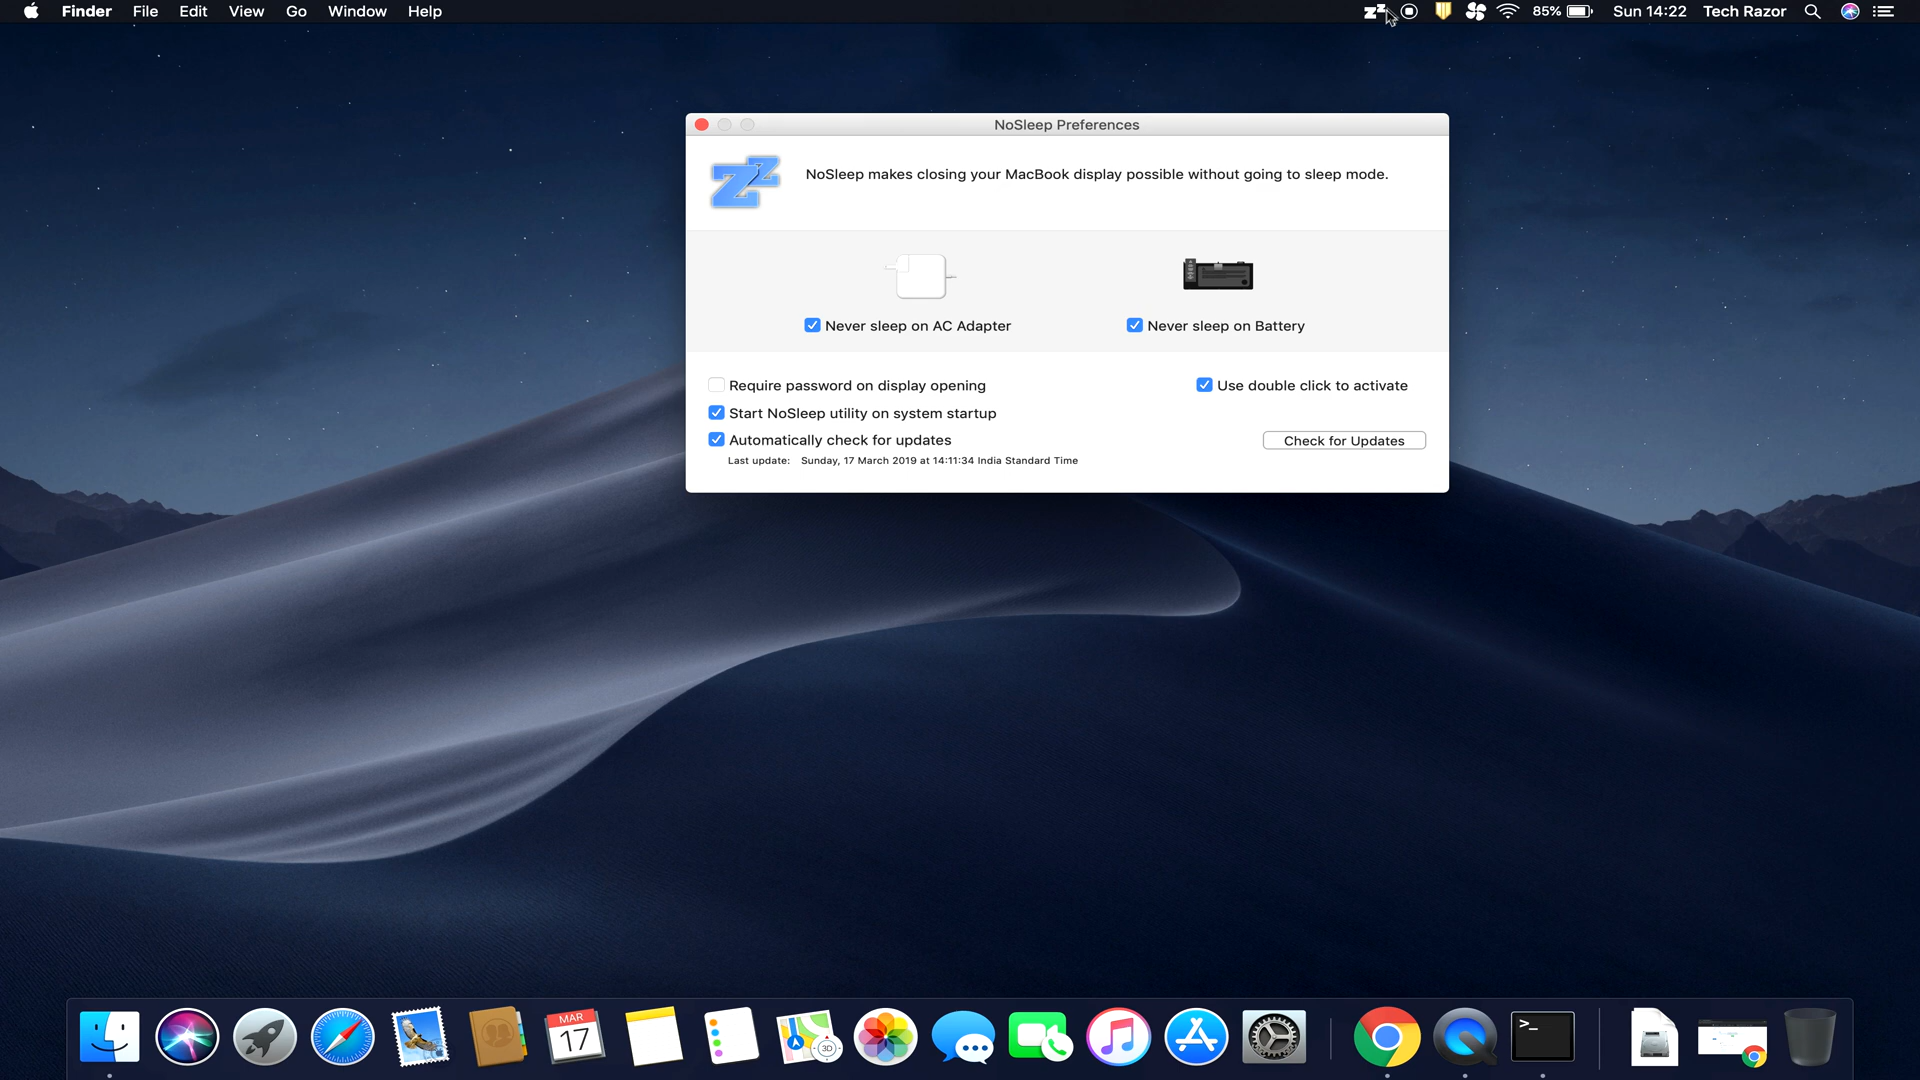 Finder File Edit View Go Window Help 85% Sun 14:22 Tech Razor
NoSleep Preferences
NoSleep makes closing your MacBook display possible without going to sleep mode.
Never sleep on AC Adapter Never sleep on Battery
Require password on display opening Use double click to activate
Start NoSleep utility on system startup
Automatically check for updates Check for Updates
Last update: Sunday, 17 March 2019 at 14:11:34 India Standard Time
MAR
17
3D
>_